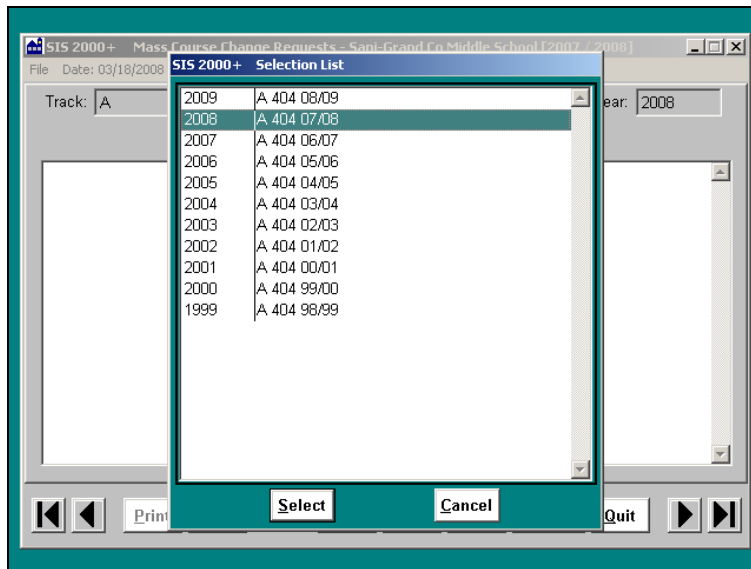 SIS 2000+ Mass Course Change Requests - Sani-Grand Co Middle School [2007 / 2008]
File Date: 03/18/2008
SIS 2000+ Selection List
Track: A
ear: 2008
2009 A 404 08/09
2008 A 404 07/08
2007 A 404 06/07
2006 A 404 05/06
2005 A 404 04/05
2004 A 404 03/04
2003 A 404 02/03
2002 A 404 01/02
2001 A 404 00/01
2000 A 404 99/00
1999 A 404 98/99
Print
Select
Cancel
Quit